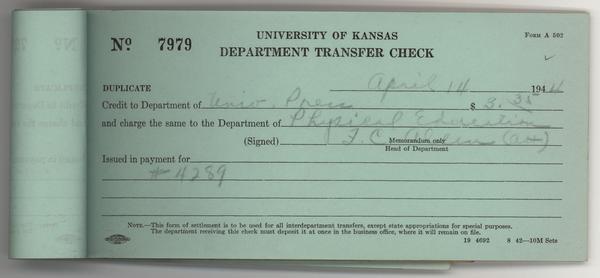 UNIVERSITY OF KANSAS
Form A 502
No 7979
DEPARTMENT TRANSFER CHECK
DUPLICATE
April 14 1944
Credit to Department of Univ. Press $ 3.35
and charge the same to the Department of Physical Education
(Signed) F. C. Allen
Memorandum only
Head of Department
Issued in payment for
#4289
NOTE.—This form of settlement is to be used for all interdepartment transfers, except state appropriations for special purposes.
The department receiving this check must deposit it at once in the business office, where it will remain on file.
19 4692 8 42—10M Sets